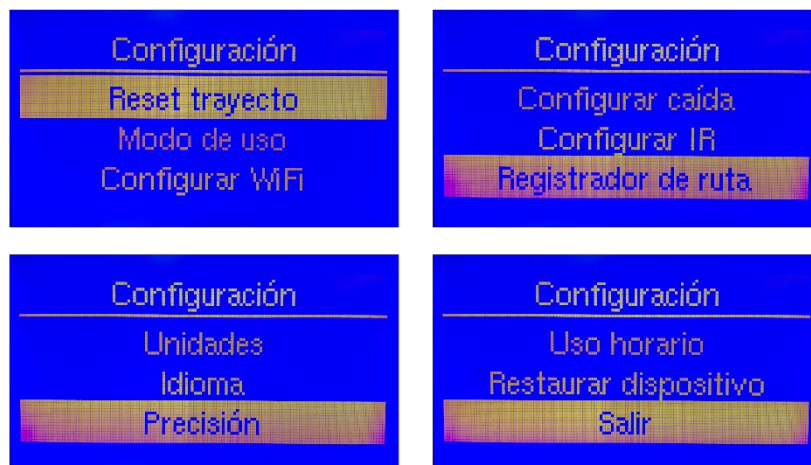 Configuración
Reset trayecto
Modo de uso
Configurar WiFi
Configuración
Configurar caída
Configurar IR
Registrador de ruta
Configuración
Unidades
Idioma
Precisión
Configuración
Uso horario
Restaurar dispositivo
Salir